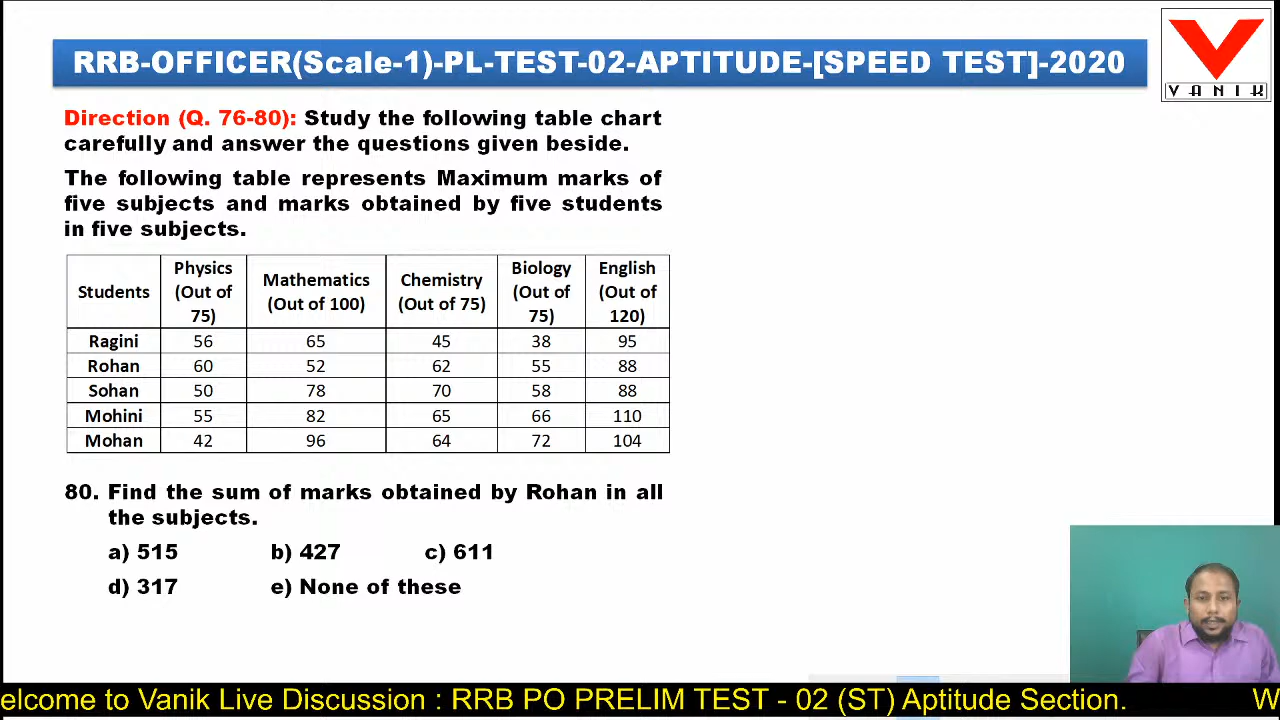 RRB-OFFICER(Scale-1)-PL-TEST-02-APTITUDE-[SPEED TEST]-2020
VANIK
Direction (Q. 76-80): Study the following table chart
carefully and answer the questions given beside.
The following table represents Maximum marks of
five subjects and marks obtained by five students
in five subjects.
Students Physics (Out of 75) Mathematics (Out of 100) Chemistry (Out of 75) Biology (Out of 75) English (Out of 120)
Ragini 56 65 45 38 95
Rohan 60 52 62 55 88
Sohan 50 78 70 58 88
Mohini 55 82 65 66 110
Mohan 42 96 64 72 104
80. Find the sum of marks obtained by Rohan in all
the subjects.
a) 515 b) 427 c) 611
d) 317 e) None of these
elcome to Vanik Live Discussion : RRB PO PRELIM TEST - 02 (ST) Aptitude Section. W